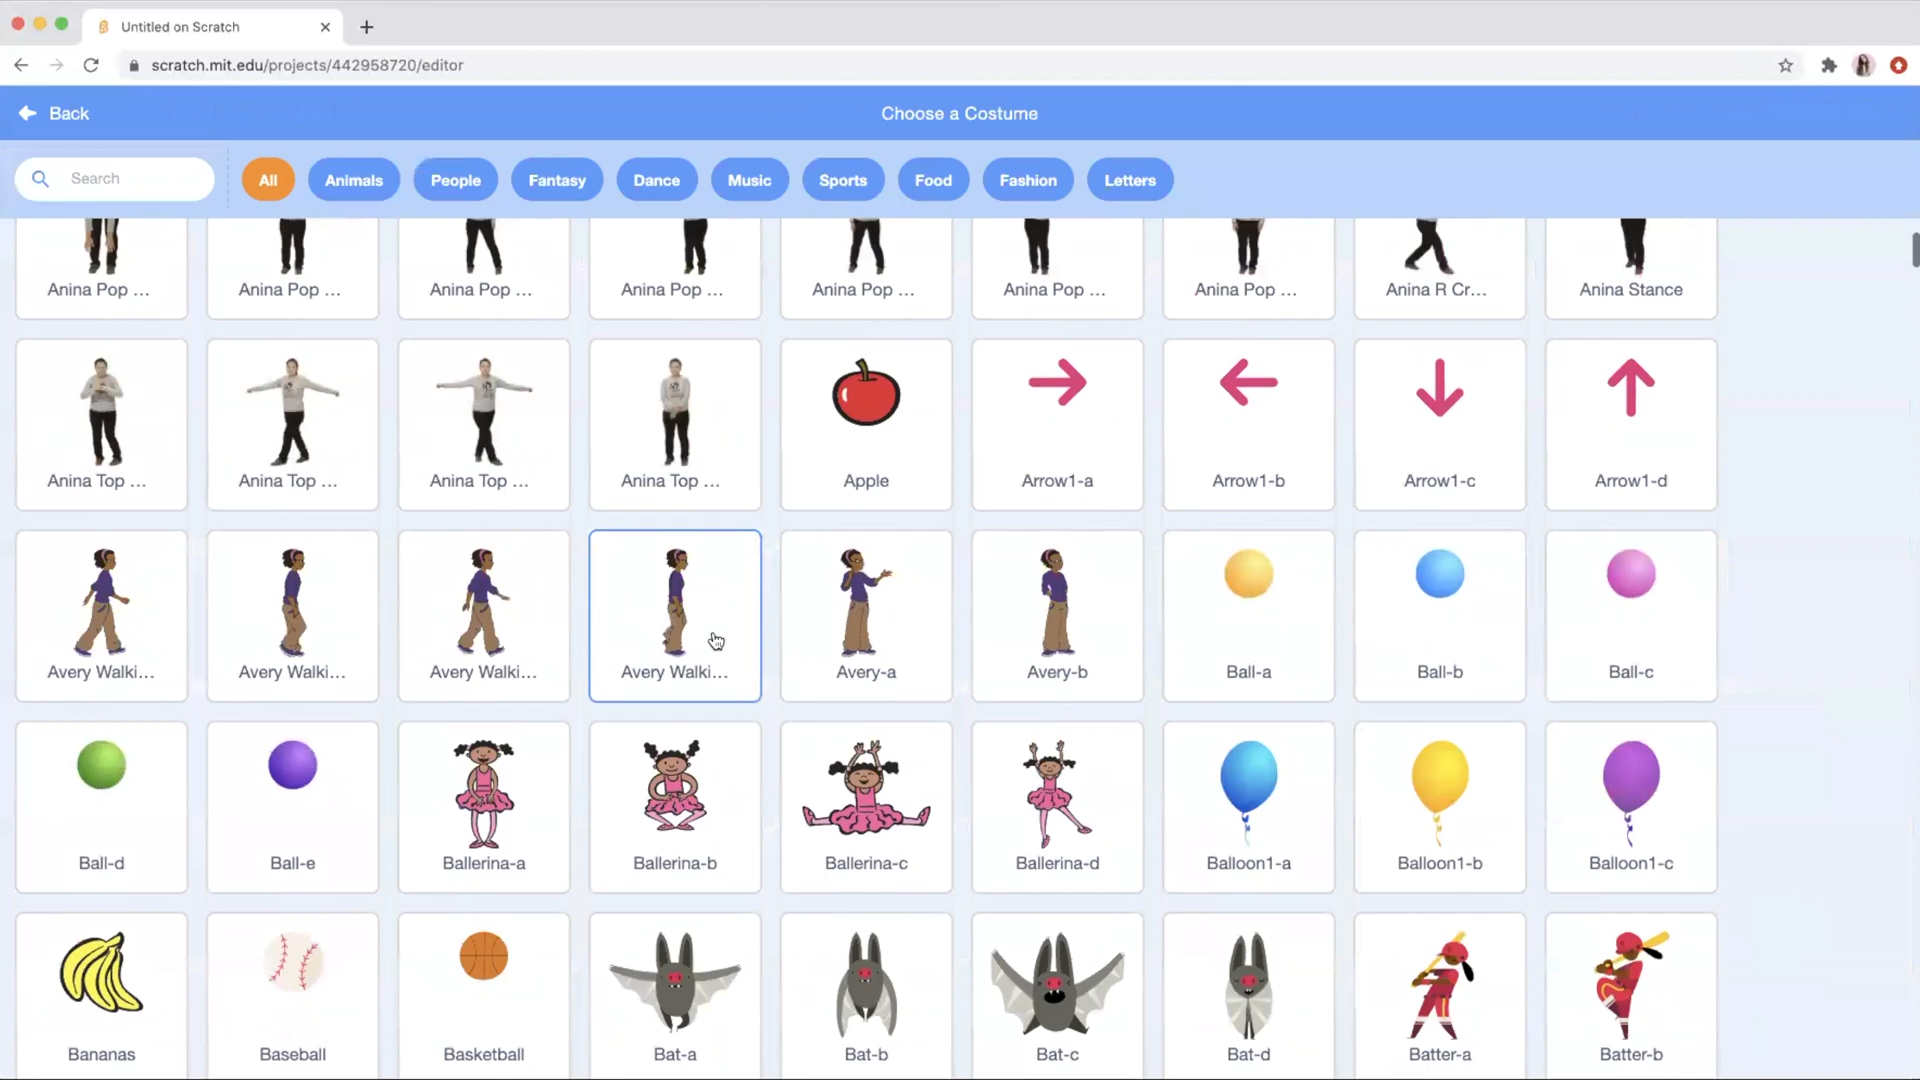 Untitled on Scratch
scratch.mit.edu/projects/442958720/editor
Back
Choose a Costume
Search
All
Animals
People
Fantasy
Dance
Music
Sports
Food
Fashion
Letters
Anina Pop ...
Anina Pop ...
Anina Pop ...
Anina Pop ...
Anina Pop ...
Anina Pop ...
Anina Pop ...
Anina R Cr...
Anina Stance
Anina Top ...
Anina Top ...
Anina Top ...
Anina Top ...
Apple
Arrow1-a
Arrow1-b
Arrow1-c
Arrow1-d
Avery Walki...
Avery Walki...
Avery Walki...
Avery Walki...
Avery-a
Avery-b
Ball-a
Ball-b
Ball-c
Ball-d
Ball-e
Ballerina-a
Ballerina-b
Ballerina-c
Ballerina-d
Balloon1-a
Balloon1-b
Balloon1-c
Bananas
Baseball
Basketball
Bat-a
Bat-b
Bat-c
Bat-d
Batter-a
Batter-b